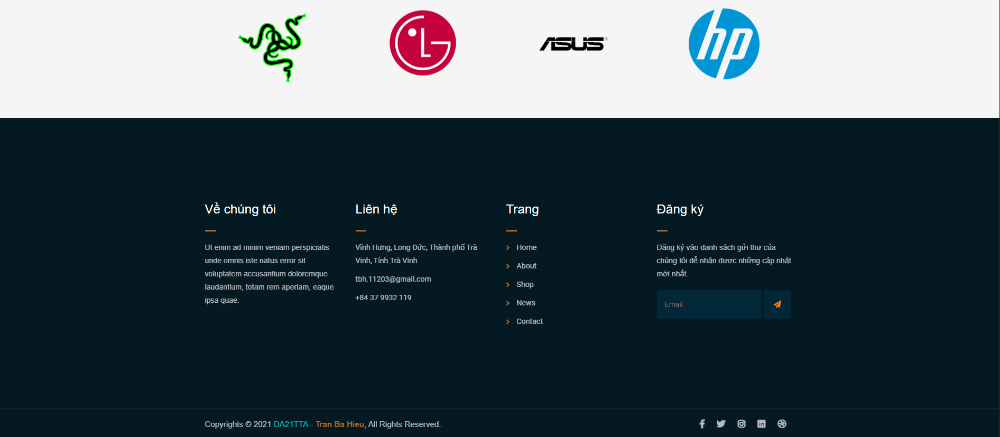 LG
ASUS
hp
Về chúng tôi
Ut enim ad minim veniam perspiciatis
unde omnis iste natus error sit
voluptatem accusantium doloremque
laudantium, totam rem aperiam, eaque
ipsa quae.
Liên hệ
Vĩnh Hưng, Long Đức, Thành phố Trà
Vinh, Tỉnh Trà Vinh
tbh.11203@gmail.com
+84 37 9932 119
Trang
Home
About
Shop
News
Contact
Đăng ký
Đăng ký vào danh sách gửi thư của
chúng tôi để nhận được những cập nhật
mới nhất.
Email
Copyrights © 2021 DA21TTA - Tran Ba Hieu, All Rights Reserved.